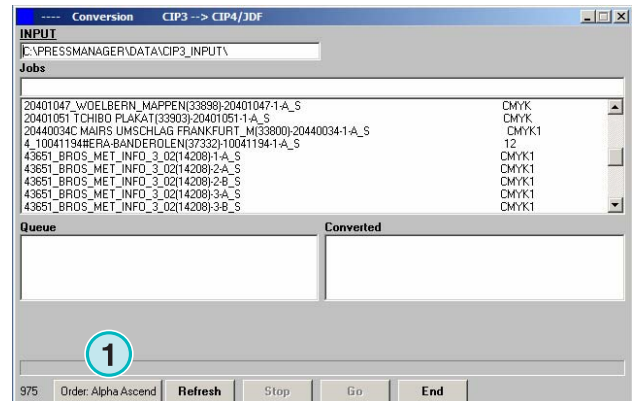 ---- Conversion CIP3 --> CIP4/JDF
INPUT
C:\PRESSMANAGER\DATA\CIP3_INPUT\
Jobs
20401047_WOELBERN_MAPPEN(33898)-20401047-1-A_S CMYK
20401051 TCHIBO PLAKAT(33903)-20401051-1-A_S CMYK
20440034C MAIRS UMSCHLAG FRANKFURT_M(33800)-20440034-1-A_S CMYK1
4_10041194#ERA-BANDEROLEN(37332)-10041194-1-A_S 12
43651_BROS_MET_INFO_3_02(14208)-1-A_S CMYK1
43651_BROS_MET_INFO_3_02(14208)-2-A_S CMYK1
43651_BROS_MET_INFO_3_02(14208)-2-B_S CMYK1
43651_BROS_MET_INFO_3_02(14208)-3-A_S CMYK1
43651_BROS_MET_INFO_3_02(14208)-3-B_S CMYK1
Queue Converted
1
975 Order: Alpha Ascend Refresh Stop Go End